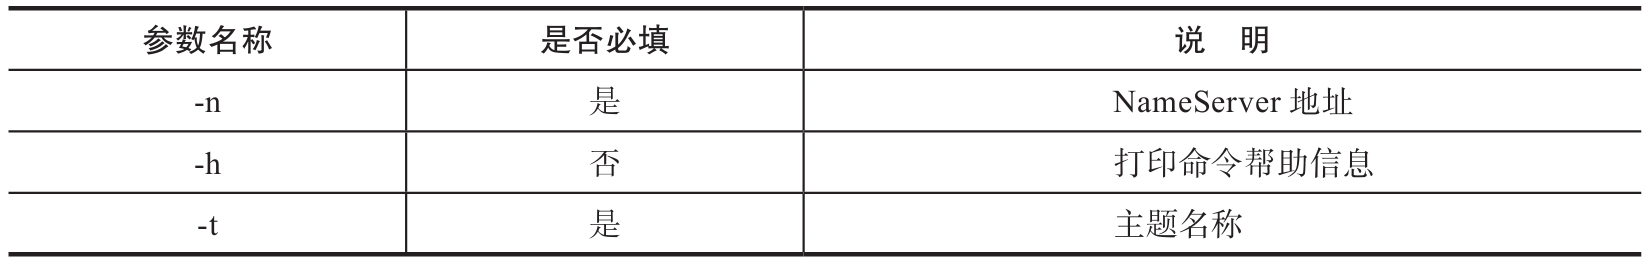 参数名称 是否必填 说 明
-n 是 NameServer 地址
-h 否 打印命令帮助信息
-t 是 主题名称